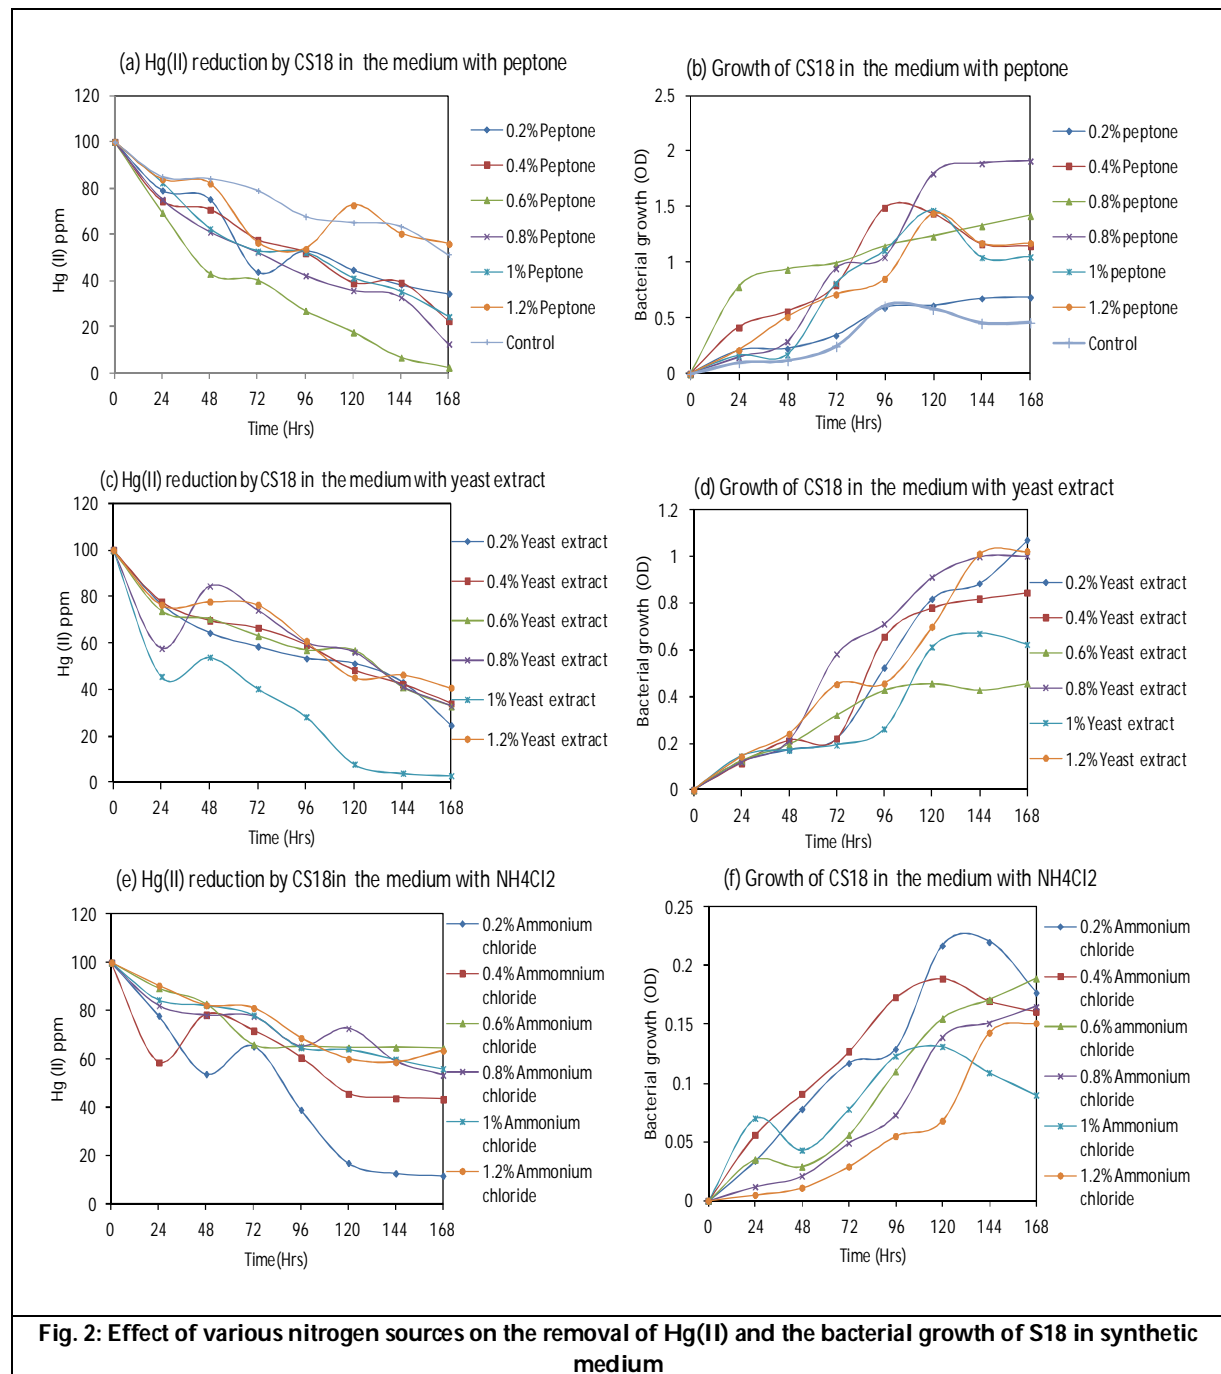 (a) Hg(II) reduction by CS18 in the medium with peptone
120
100
80
60
40
20
0
Hg (II) ppm
0 24 48 72 96 120 144 168
Time (Hrs)
0.2% Peptone
0.4% Peptone
0.6% Peptone
0.8% Peptone
1% Peptone
1.2% Peptone
Control
(b) Growth of CS18 in the medium with peptone
2.5
2
1.5
1
0.5
0
Bacterial growth (OD)
0 24 48 72 96 120 144 168
Time (Hrs)
0.2% peptone
0.4% Peptone
0.8% peptone
0.8% peptone
1% peptone
1.2% peptone
Control
(c) Hg(II) reduction by CS18 in the medium with yeast extract
120
100
80
60
40
20
0
Hg (II) ppm
0 24 48 72 96 120 144 168
Time (Hrs)
0.2% Yeast extract
0.4% Yeast extract
0.6% Yeast extract
0.8% Yeast extract
1% Yeast extract
1.2% Yeast extract
(d) Growth of CS18 in the medium with yeast extract
1.2
1
0.8
0.6
0.4
0.2
0
Bacterial growth (OD)
0 24 48 72 96 120 144 168
Time (Hrs)
0.2% Yeast extract
0.4% Yeast extract
0.6% Yeast extract
0.8% Yeast extract
1% Yeast extract
1.2% Yeast extract
(e) Hg(II) reduction by CS18in the medium with NH4Cl2
120
100
80
60
40
20
0
Hg (II) ppm
0 24 48 72 96 120 144 168
Time(Hrs)
0.2% Ammonium
chloride
0.4% Ammomnium
chloride
0.6% Ammonium
chloride
0.8% Ammonium
chloride
1% Ammonium
chloride
1.2% Ammonium
chloride
(f) Growth of CS18 in the medium with NH4Cl2
0.25
0.2
0.15
0.1
0.05
0
Bacterial growth (OD)
0 24 48 72 96 120 144 168
Time (Hrs)
0.2% Ammonium
chloride
0.4% Ammonium
chloride
0.6% ammonium
chloride
0.8% Ammonium
chloride
1% Ammonium
chloride
1.2% Ammonium
chloride
Fig. 2: Effect of various nitrogen sources on the removal of Hg(II) and the bacterial growth of S18 in synthetic
medium